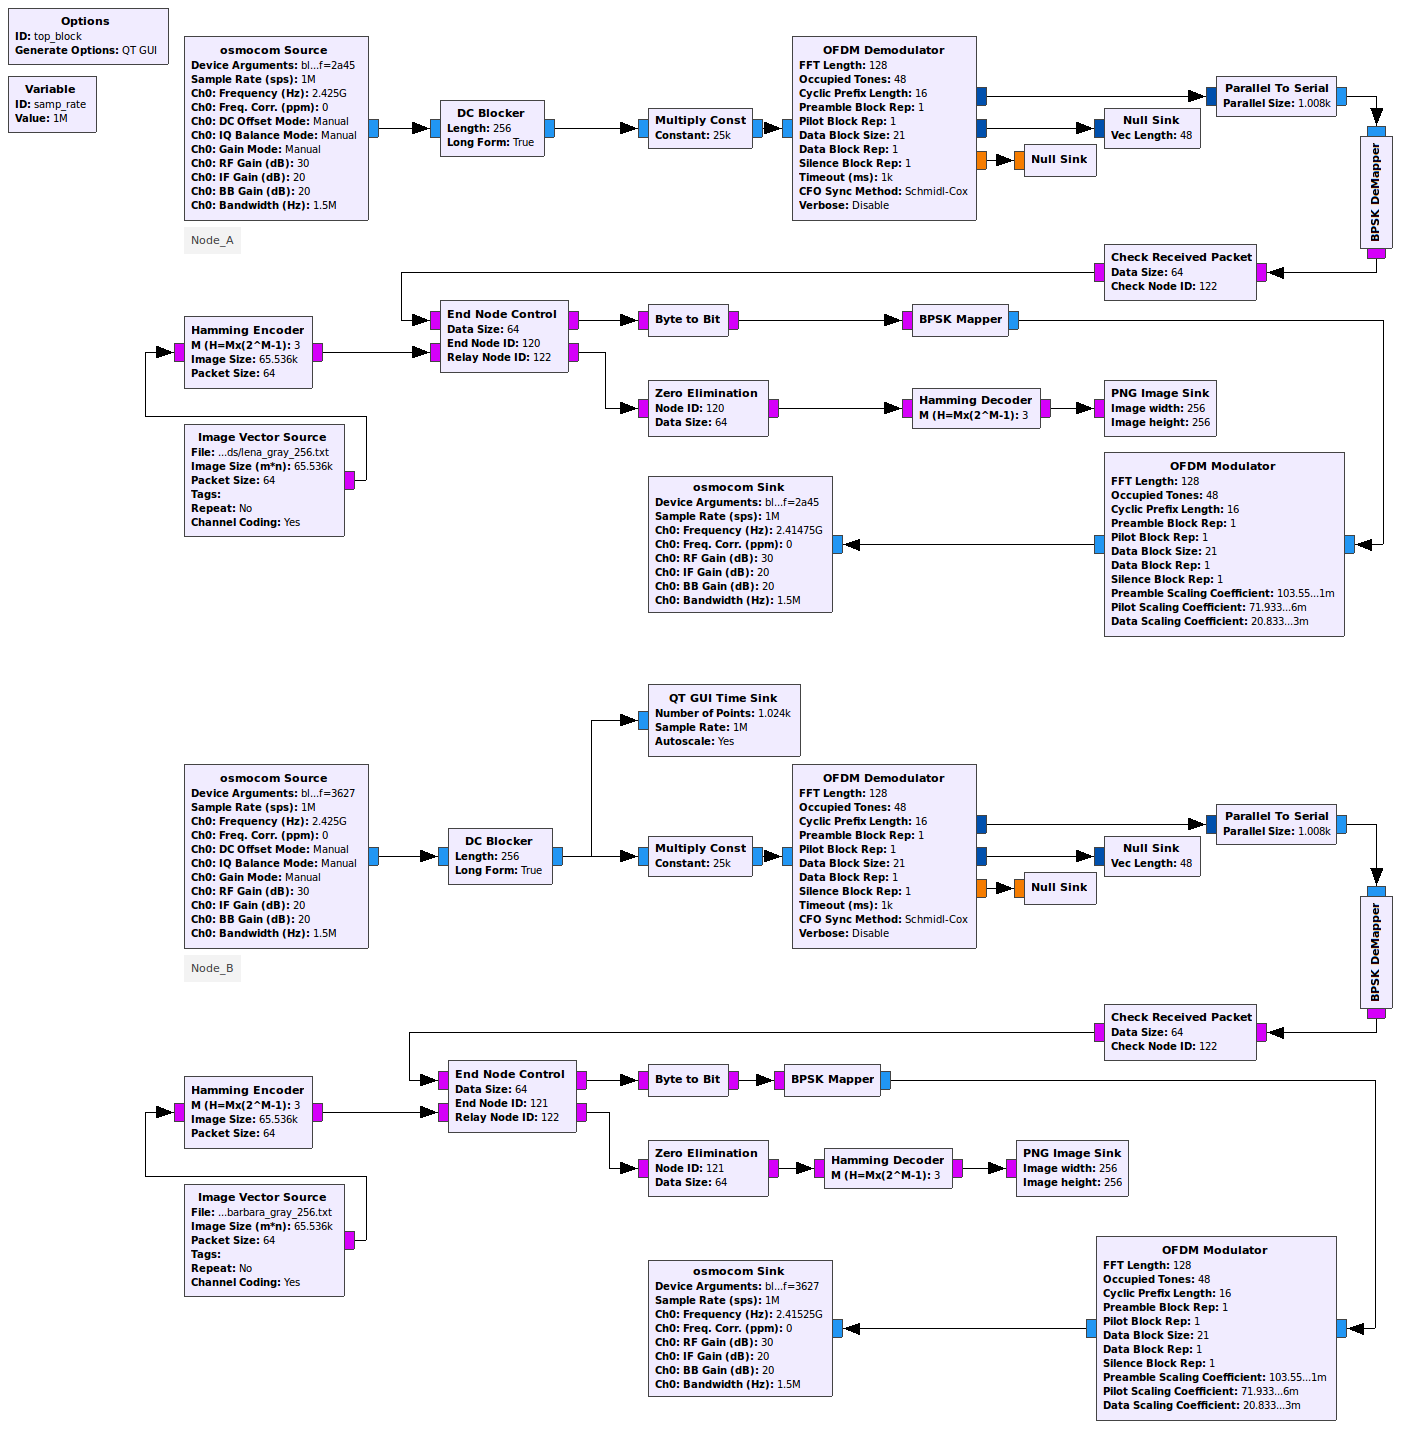 Options
ID: top_block
Generate Options: QT GUI
Variable
ID: samp_rate
Value: 1M
osmocom Source
Device Arguments: bl...f=2a45
Sample Rate (sps): 1M
Ch0: Frequency (Hz): 2.425G
Ch0: Freq. Corr. (ppm): 0
Ch0: DC Offset Mode: Manual
Ch0: IQ Balance Mode: Manual
Ch0: Gain Mode: Manual
Ch0: RF Gain (dB): 30
Ch0: IF Gain (dB): 20
Ch0: BB Gain (dB): 20
Ch0: Bandwidth (Hz): 1.5M
Node_A
DC Blocker
Length: 256
Long Form: True
Multiply Const
Constant: 25k
OFDM Demodulator
FFT Length: 128
Occupied Tones: 48
Cyclic Prefix Length: 16
Preamble Block Rep: 1
Pilot Block Rep: 1
Data Block Size: 21
Data Block Rep: 1
Silence Block Rep: 1
Timeout (ms): 1k
CFO Sync Method: Schmidl-Cox
Verbose: Disable
Parallel To Serial
Parallel Size: 1.008k
Null Sink
Vec Length: 48
Null Sink
BPSK DeMapper
Check Received Packet
Data Size: 64
Check Node ID: 122
Hamming Encoder
M (H=Mx(2^M-1): 3
Image Size: 65.536k
Packet Size: 64
End Node Control
Data Size: 64
End Node ID: 120
Relay Node ID: 122
Byte to Bit
BPSK Mapper
Zero Elimination
Node ID: 120
Data Size: 64
Hamming Decoder
M (H=Mx(2^M-1): 3
PNG Image Sink
Image width: 256
Image height: 256
Image Vector Source
File: ...ds/lena_gray_256.txt
Image Size (m*n): 65.536k
Packet Size: 64
Tags:
Repeat: No
Channel Coding: Yes
osmocom Sink
Device Arguments: bl...f=2a45
Sample Rate (sps): 1M
Ch0: Frequency (Hz): 2.41475G
Ch0: Freq. Corr. (ppm): 0
Ch0: RF Gain (dB): 30
Ch0: IF Gain (dB): 20
Ch0: BB Gain (dB): 20
Ch0: Bandwidth (Hz): 1.5M
OFDM Modulator
FFT Length: 128
Occupied Tones: 48
Cyclic Prefix Length: 16
Preamble Block Rep: 1
Pilot Block Rep: 1
Data Block Size: 21
Data Block Rep: 1
Silence Block Rep: 1
Preamble Scaling Coefficient: 103.55...1m
Pilot Scaling Coefficient: 71.933...6m
Data Scaling Coefficient: 20.833...3m
QT GUI Time Sink
Number of Points: 1.024k
Sample Rate: 1M
Autoscale: Yes
osmocom Source
Device Arguments: bl...f=3627
Sample Rate (sps): 1M
Ch0: Frequency (Hz): 2.425G
Ch0: Freq. Corr. (ppm): 0
Ch0: DC Offset Mode: Manual
Ch0: IQ Balance Mode: Manual
Ch0: Gain Mode: Manual
Ch0: RF Gain (dB): 30
Ch0: IF Gain (dB): 20
Ch0: BB Gain (dB): 20
Ch0: Bandwidth (Hz): 1.5M
Node_B
DC Blocker
Length: 256
Long Form: True
Multiply Const
Constant: 25k
OFDM Demodulator
FFT Length: 128
Occupied Tones: 48
Cyclic Prefix Length: 16
Preamble Block Rep: 1
Pilot Block Rep: 1
Data Block Size: 21
Data Block Rep: 1
Silence Block Rep: 1
Timeout (ms): 1k
CFO Sync Method: Schmidl-Cox
Verbose: Disable
Parallel To Serial
Parallel Size: 1.008k
Null Sink
Vec Length: 48
Null Sink
BPSK DeMapper
Check Received Packet
Data Size: 64
Check Node ID: 122
Hamming Encoder
M (H=Mx(2^M-1): 3
Image Size: 65.536k
Packet Size: 64
End Node Control
Data Size: 64
End Node ID: 121
Relay Node ID: 122
Byte to Bit
BPSK Mapper
Zero Elimination
Node ID: 121
Data Size: 64
Hamming Decoder
M (H=Mx(2^M-1): 3
PNG Image Sink
Image width: 256
Image height: 256
Image Vector Source
File: ...barbara_gray_256.txt
Image Size (m*n): 65.536k
Packet Size: 64
Tags:
Repeat: No
Channel Coding: Yes
osmocom Sink
Device Arguments: bl...f=3627
Sample Rate (sps): 1M
Ch0: Frequency (Hz): 2.41525G
Ch0: Freq. Corr. (ppm): 0
Ch0: RF Gain (dB): 30
Ch0: IF Gain (dB): 20
Ch0: BB Gain (dB): 20
Ch0: Bandwidth (Hz): 1.5M
OFDM Modulator
FFT Length: 128
Occupied Tones: 48
Cyclic Prefix Length: 16
Preamble Block Rep: 1
Pilot Block Rep: 1
Data Block Size: 21
Data Block Rep: 1
Silence Block Rep: 1
Preamble Scaling Coefficient: 103.55...1m
Pilot Scaling Coefficient: 71.933...6m
Data Scaling Coefficient: 20.833...3m